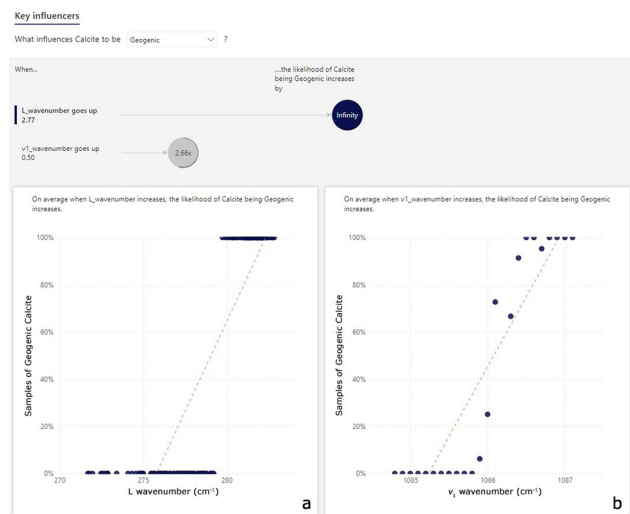 Key influencers
What influences Calcite to be Geogenic ?
When...
...the likelihood of Calcite
being Geogenic increases
by
L_wavenumber goes up
2.77
Infinity
v1_wavenumber goes up
0.50
2.66x
On average when L_wavenumber increases, the likelihood of Calcite being Geogenic
increases.
100%
80%
60%
40%
20%
0%
Samples of Geogenic Calcite
270 275 280
L wavenumber (cm⁻¹)
a
On average when v1_wavenumber increases, the likelihood of Calcite being Geogenic
increases.
100%
80%
60%
40%
20%
0%
Samples of Geogenic Calcite
1085 1086 1087
v₁ wavenumber (cm⁻¹)
b